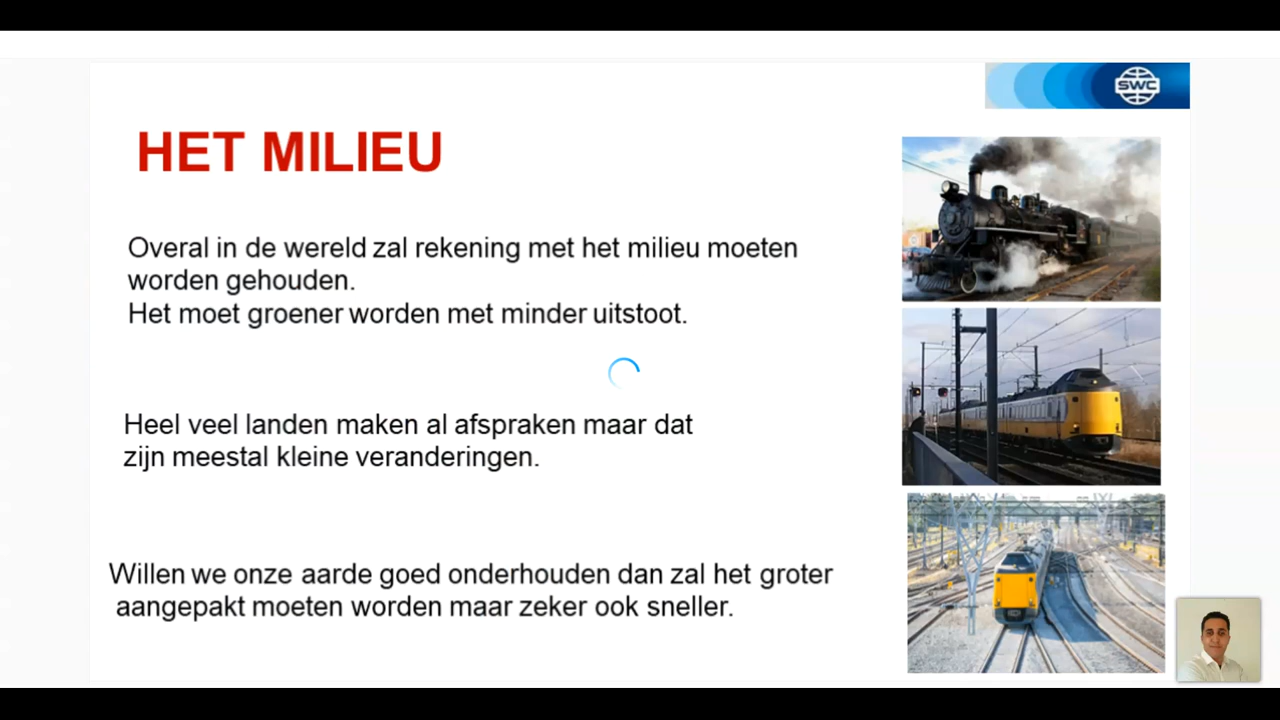 SWC
HET MILIEU
Overal in de wereld zal rekening met het milieu moeten
worden gehouden.
Het moet groener worden met minder uitstoot.
Heel veel landen maken al afspraken maar dat
zijn meestal kleine veranderingen.
Willen we onze aarde goed onderhouden dan zal het groter
aangepakt moeten worden maar zeker ook sneller.